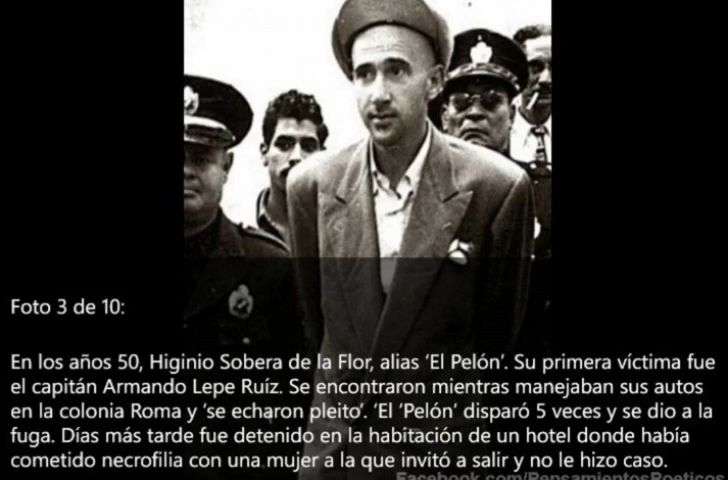 Foto 3 de 10:
En los años 50, Higinio Sobera de la Flor, alias ‘El Pelón’. Su primera víctima fue
el capitán Armando Lepe Ruíz. Se encontraron mientras manejaban sus autos
en la colonia Roma y ‘se echaron pleito’. ‘El ‘Pelón’ disparó 5 veces y se dio a la
fuga. Días más tarde fue detenido en la habitación de un hotel donde había
cometido necrofilia con una mujer a la que invitó a salir y no le hizo caso.
Facebook.com/PensamientosPoeticos